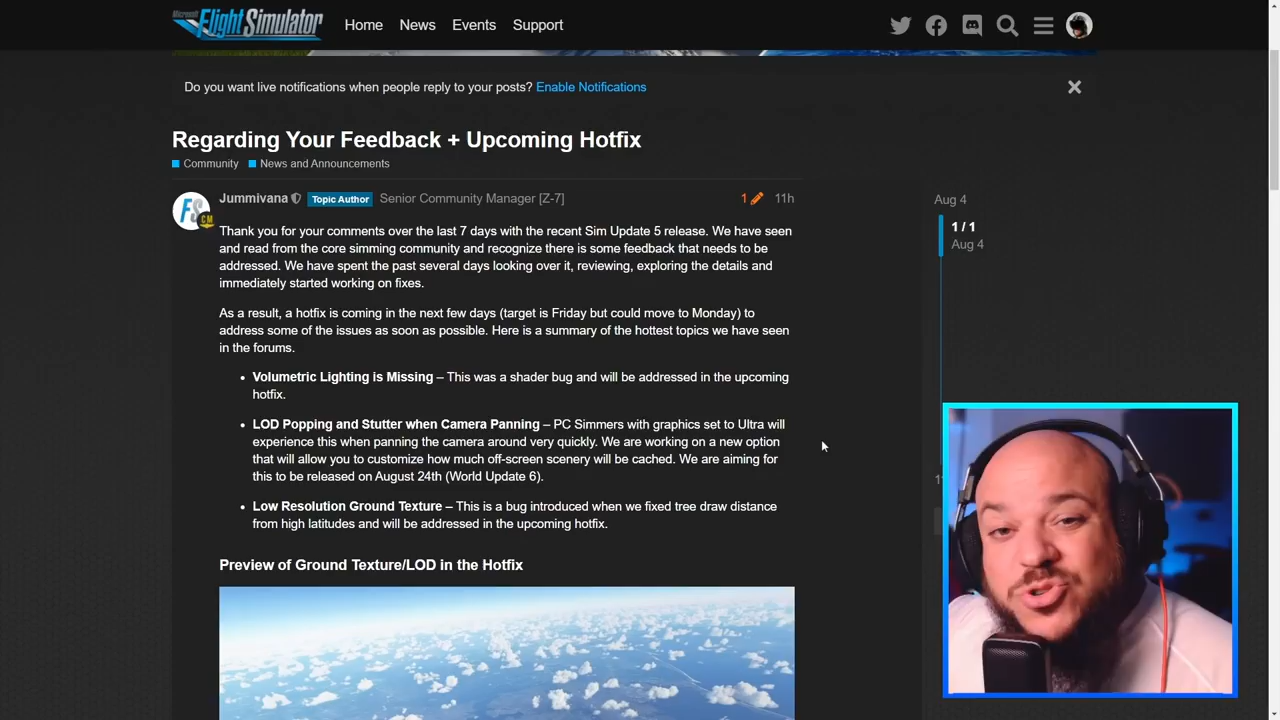 Microsoft
Flight Simulator
Home News Events Support
Do you want live notifications when people reply to your posts? Enable Notifications
Regarding Your Feedback + Upcoming Hotfix
Community News and Announcements
Jummivana Topic Author Senior Community Manager [Z-7] 1 11h
FS
CM
Thank you for your comments over the last 7 days with the recent Sim Update 5 release. We have seen
and read from the core simming community and recognize there is some feedback that needs to be
addressed. We have spent the past several days looking over it, reviewing, exploring the details and
immediately started working on fixes.
As a result, a hotfix is coming in the next few days (target is Friday but could move to Monday) to
address some of the issues as soon as possible. Here is a summary of the hottest topics we have seen
in the forums.
• Volumetric Lighting is Missing – This was a shader bug and will be addressed in the upcoming
hotfix.
• LOD Popping and Stutter when Camera Panning – PC Simmers with graphics set to Ultra will
experience this when panning the camera around very quickly. We are working on a new option
that will allow you to customize how much off-screen scenery will be cached. We are aiming for
this to be released on August 24th (World Update 6).
• Low Resolution Ground Texture – This is a bug introduced when we fixed tree draw distance
from high latitudes and will be addressed in the upcoming hotfix.
Preview of Ground Texture/LOD in the Hotfix
Aug 4
1 / 1
Aug 4